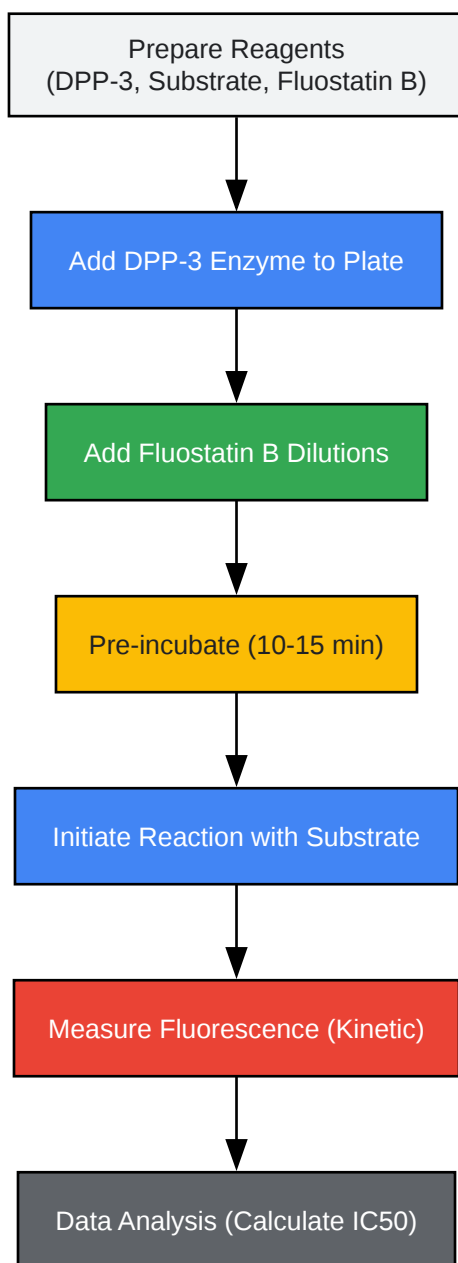 Prepare Reagents
(DPP-3, Substrate, Fluostatin B)
Add DPP-3 Enzyme to Plate
Add Fluostatin B Dilutions
Pre-incubate (10-15 min)
Initiate Reaction with Substrate
Measure Fluorescence (Kinetic)
Data Analysis (Calculate IC50)